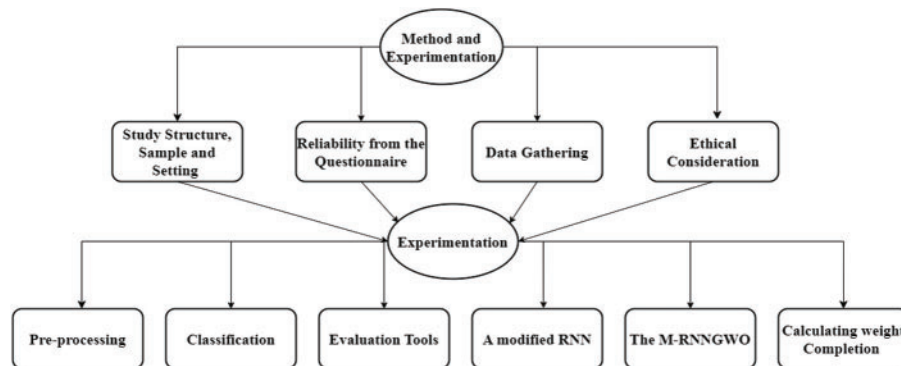 Method and
Experimentation
Study Structure,
Sample and
Setting
Reliability from the
Questionnaire
Data Gathering
Ethical
Consideration
Experimentation
Pre-processing
Classification
Evaluation Tools
A modified RNN
The M-RNNGWO
Calculating weight
Completion